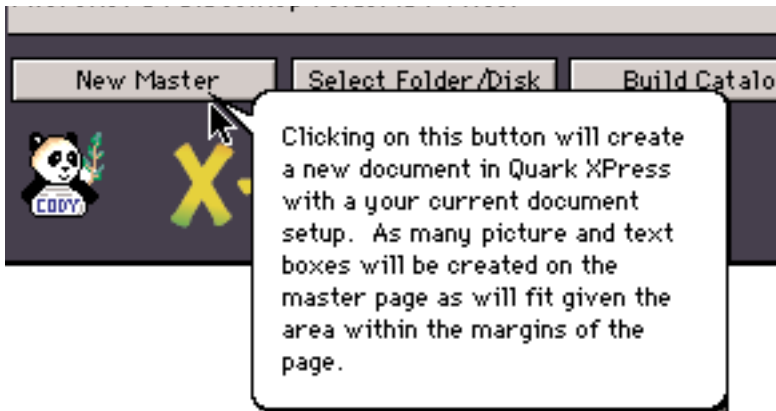 New Master
Select Folder/Disk
Build Catalo
CODY
X
Clicking on this button will create
a new document in Quark XPress
with a your current document
setup. As many picture and text
boxes will be created on the
master page as will fit given the
area within the margins of the
page.